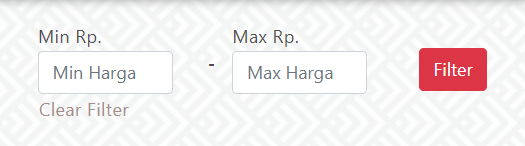 Min Rp.
Max Rp.
Min Harga
-
Max Harga
Filter
Clear Filter